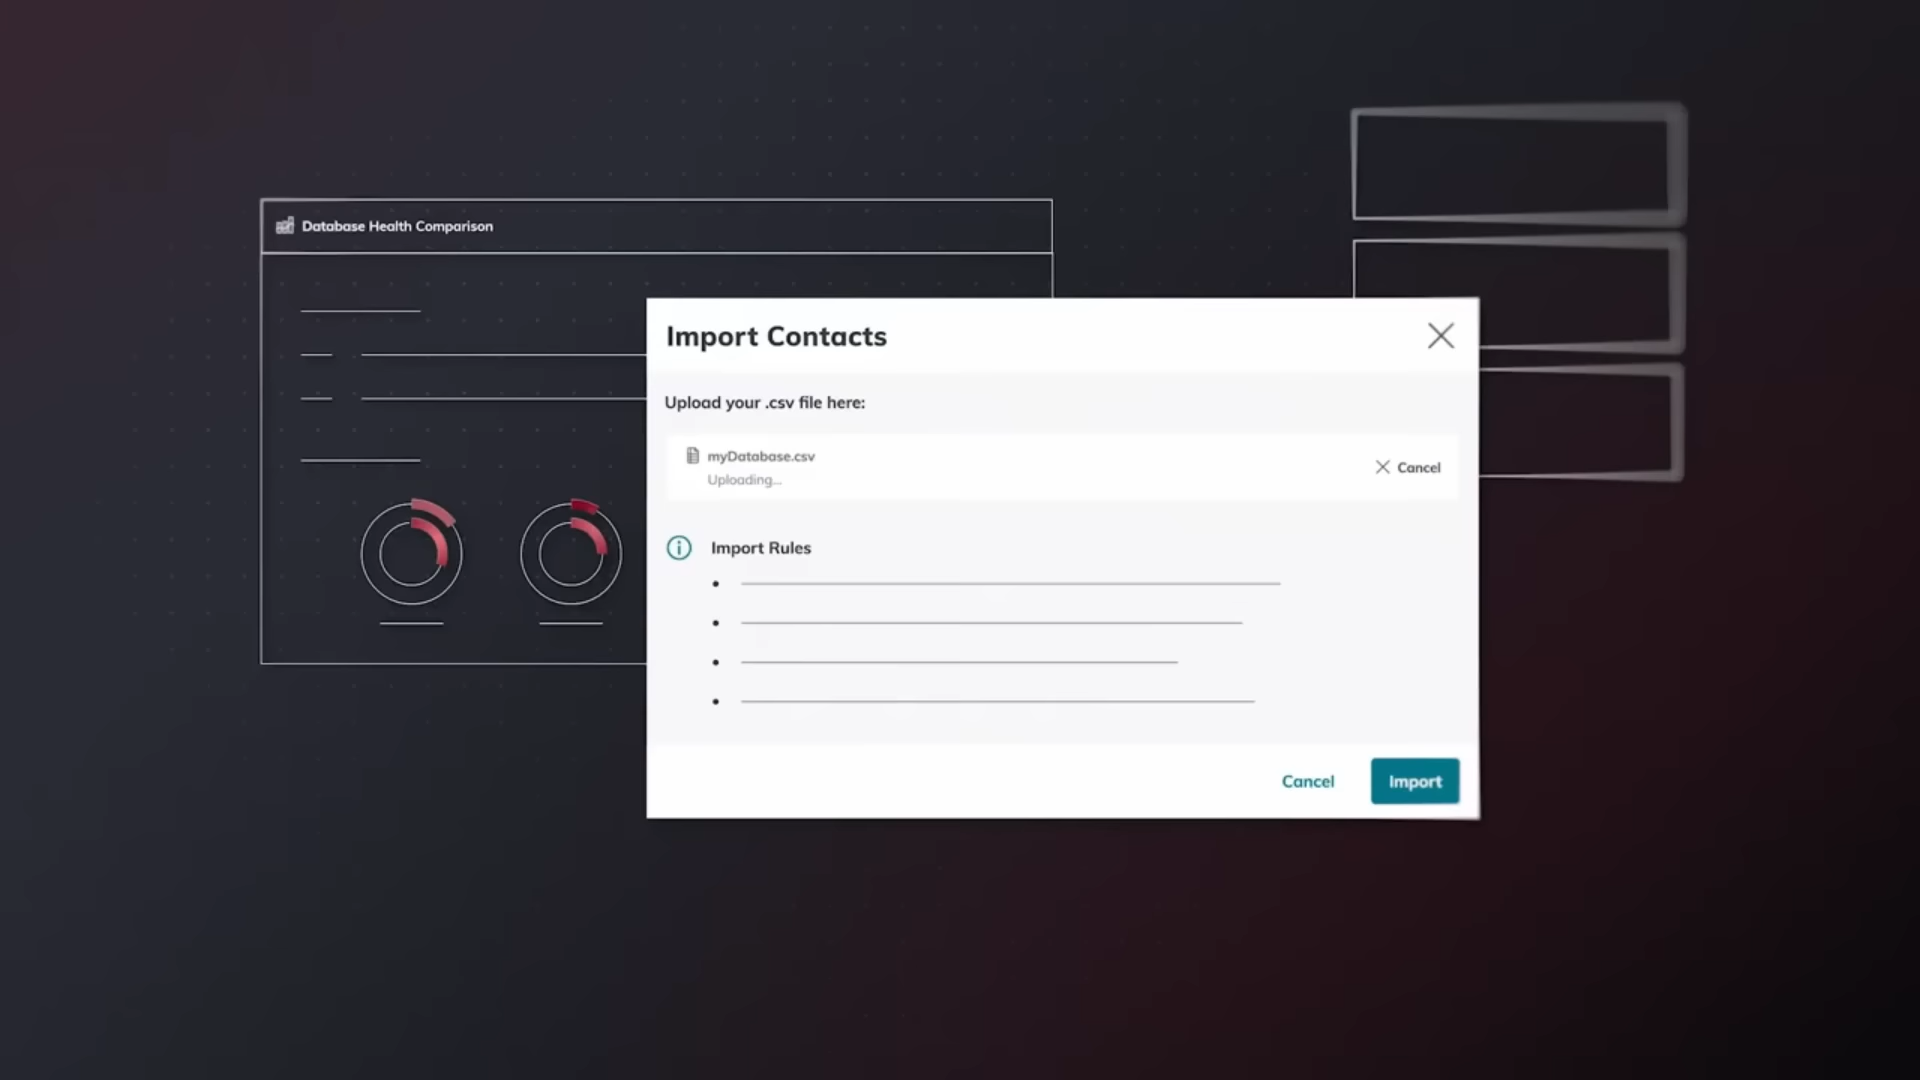 Database Health Comparison
Import Contacts
Upload your .csv file here:
myDatabase.csv
Uploading...
Cancel
Import Rules
Cancel
Import